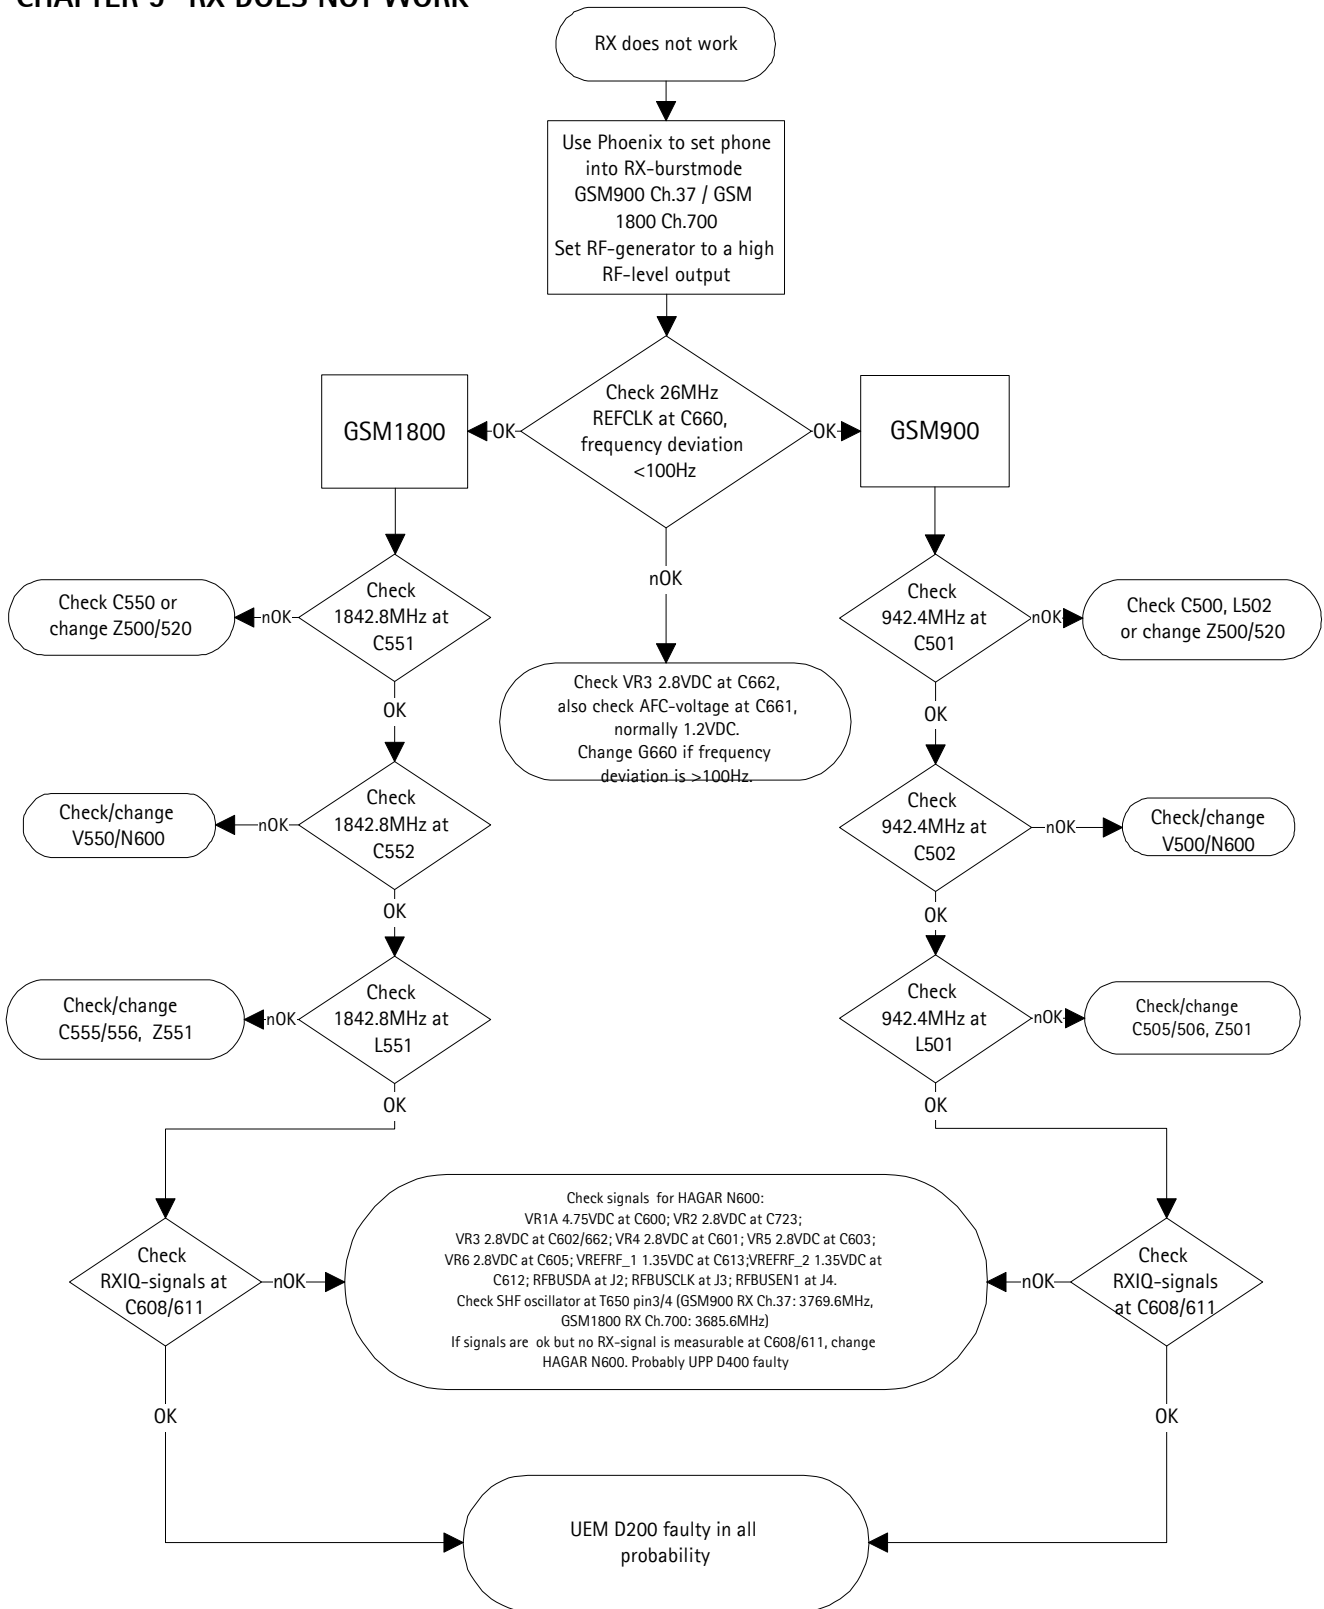 CHAPTER 5 RX DOES NOT WORK
RX does not work
Use Phoenix to set phone
into RX-burstmode
GSM900 Ch.37 / GSM
1800 Ch.700
Set RF-generator to a high
RF-level output
Check 26MHz
REFCLK at C660,
frequency deviation
<100Hz
OK
OK
GSM1800
GSM900
nOK
Check VR3 2.8VDC at C662,
also check AFC-voltage at C661,
normally 1.2VDC.
Change G660 if frequency
deviation is >100Hz.
Check
1842.8MHz at
C551
nOK
Check C550 or
change Z500/520
OK
Check
1842.8MHz at
C552
nOK
Check/change
V550/N600
OK
Check
1842.8MHz at
L551
nOK
Check/change
C555/556, Z551
OK
Check
RXIQ-signals at
C608/611
nOK
OK
Check
942.4MHz at
C501
nOK
Check C500, L502
or change Z500/520
OK
Check
942.4MHz at
C502
nOK
Check/change
V500/N600
OK
Check
942.4MHz at
L501
nOK
Check/change
C505/506, Z501
OK
Check
RXIQ-signals
at C608/611
nOK
OK
Check signals for HAGAR N600:
VR1A 4.75VDC at C600; VR2 2.8VDC at C723;
VR3 2.8VDC at C602/662; VR4 2.8VDC at C601; VR5 2.8VDC at C603;
VR6 2.8VDC at C605; VREFRF_1 1.35VDC at C613;VREFRF_2 1.35VDC at
C612; RFBUSDA at J2; RFBUSCLK at J3; RFBUSEN1 at J4.
Check SHF oscillator at T650 pin3/4 (GSM900 RX Ch.37: 3769.6MHz,
GSM1800 RX Ch.700: 3685.6MHz)
If signals are ok but no RX-signal is measurable at C608/611, change
HAGAR N600. Probably UPP D400 faulty
UEM D200 faulty in all
probability